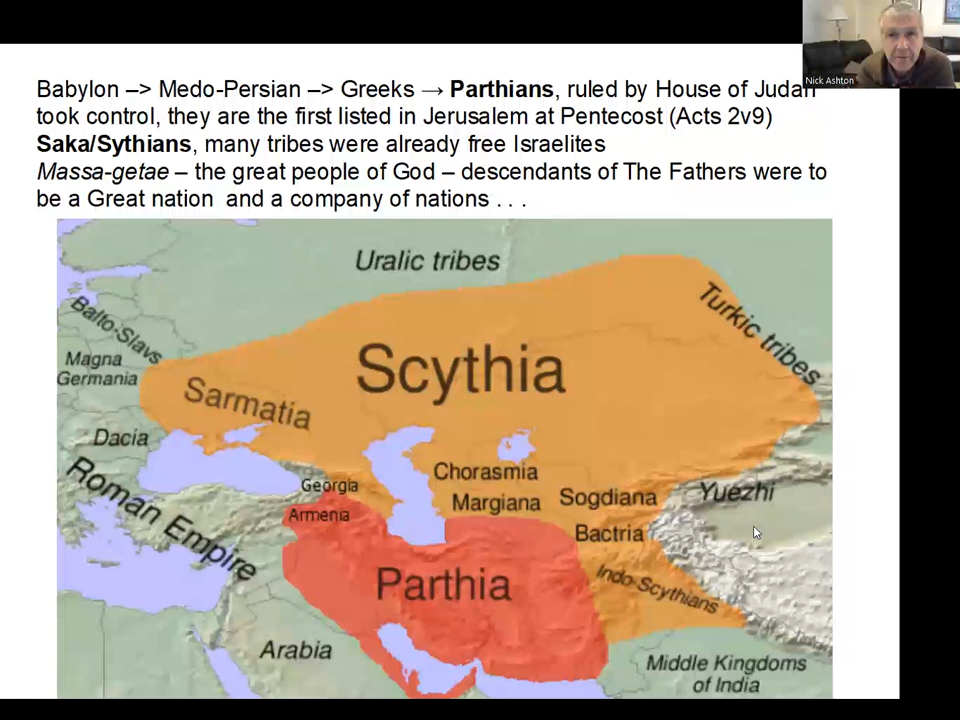 Nick Ashton
Babylon –> Medo-Persian –> Greeks → Parthians, ruled by House of Judah
took control, they are the first listed in Jerusalem at Pentecost (Acts 2v9)
Saka/Sythians, many tribes were already free Israelites
Massa-getae – the great people of God – descendants of The Fathers were to
be a Great nation and a company of nations . . .
Uralic tribes
Turkic tribes
Balto-Slavs
Magna
Germania
Scythia
Sarmatia
Dacia
Roman Empire
Georgia
Armenia
Chorasmia
Margiana
Sogdiana
Yuezhi
Bactria
Parthia
Indo-Scythians
Arabia
Middle Kingdoms
of India